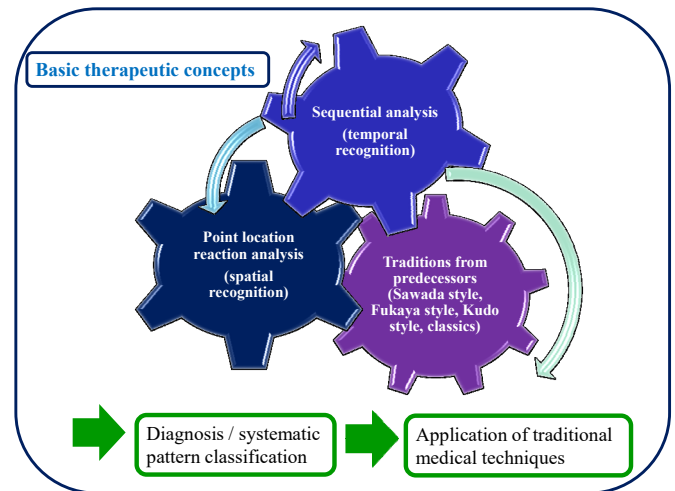 Basic therapeutic concepts
Sequential analysis
(temporal
recognition)
Point location
reaction analysis
(spatial
recognition)
Traditions from
predecessors
(Sawada style,
Fukaya style, Kudo
style, classics)
Diagnosis / systematic
pattern classification
Application of traditional
medical techniques